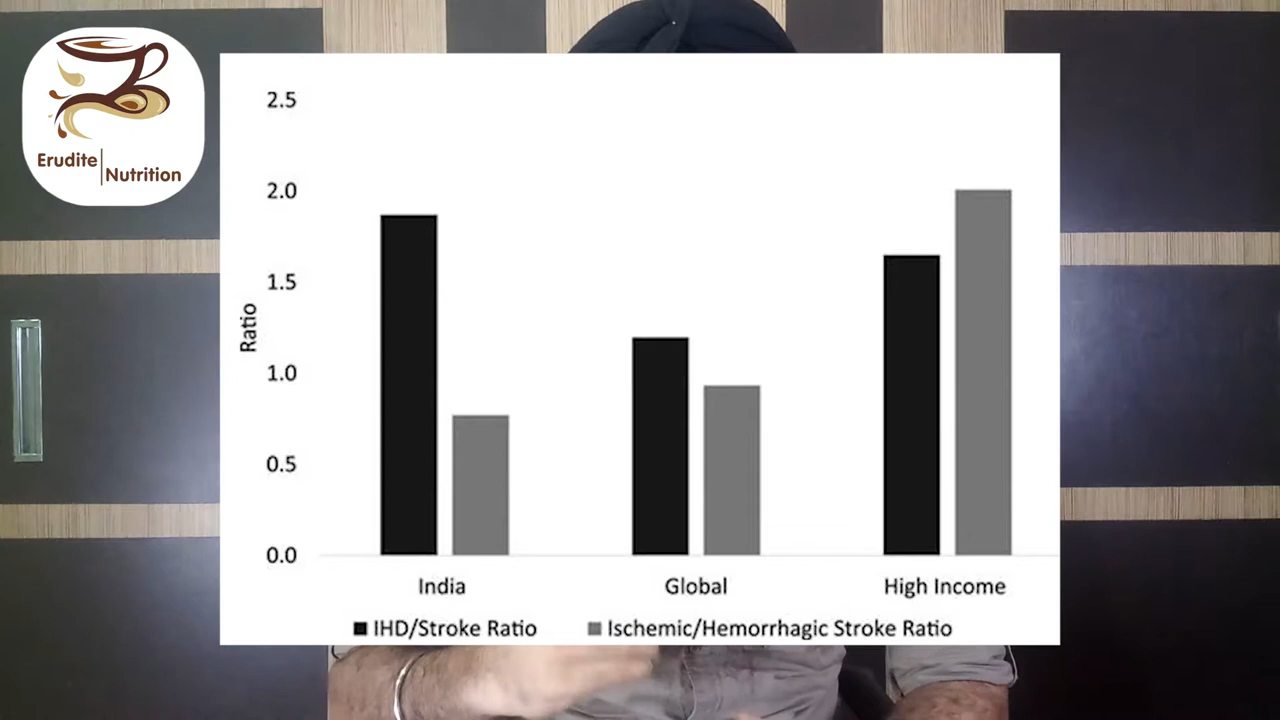 Erudite
Nutrition
2.5
2.0
1.5
1.0
0.5
0.0
Ratio
India
Global
High Income
IHD/Stroke Ratio
Ischemic/Hemorrhagic Stroke Ratio